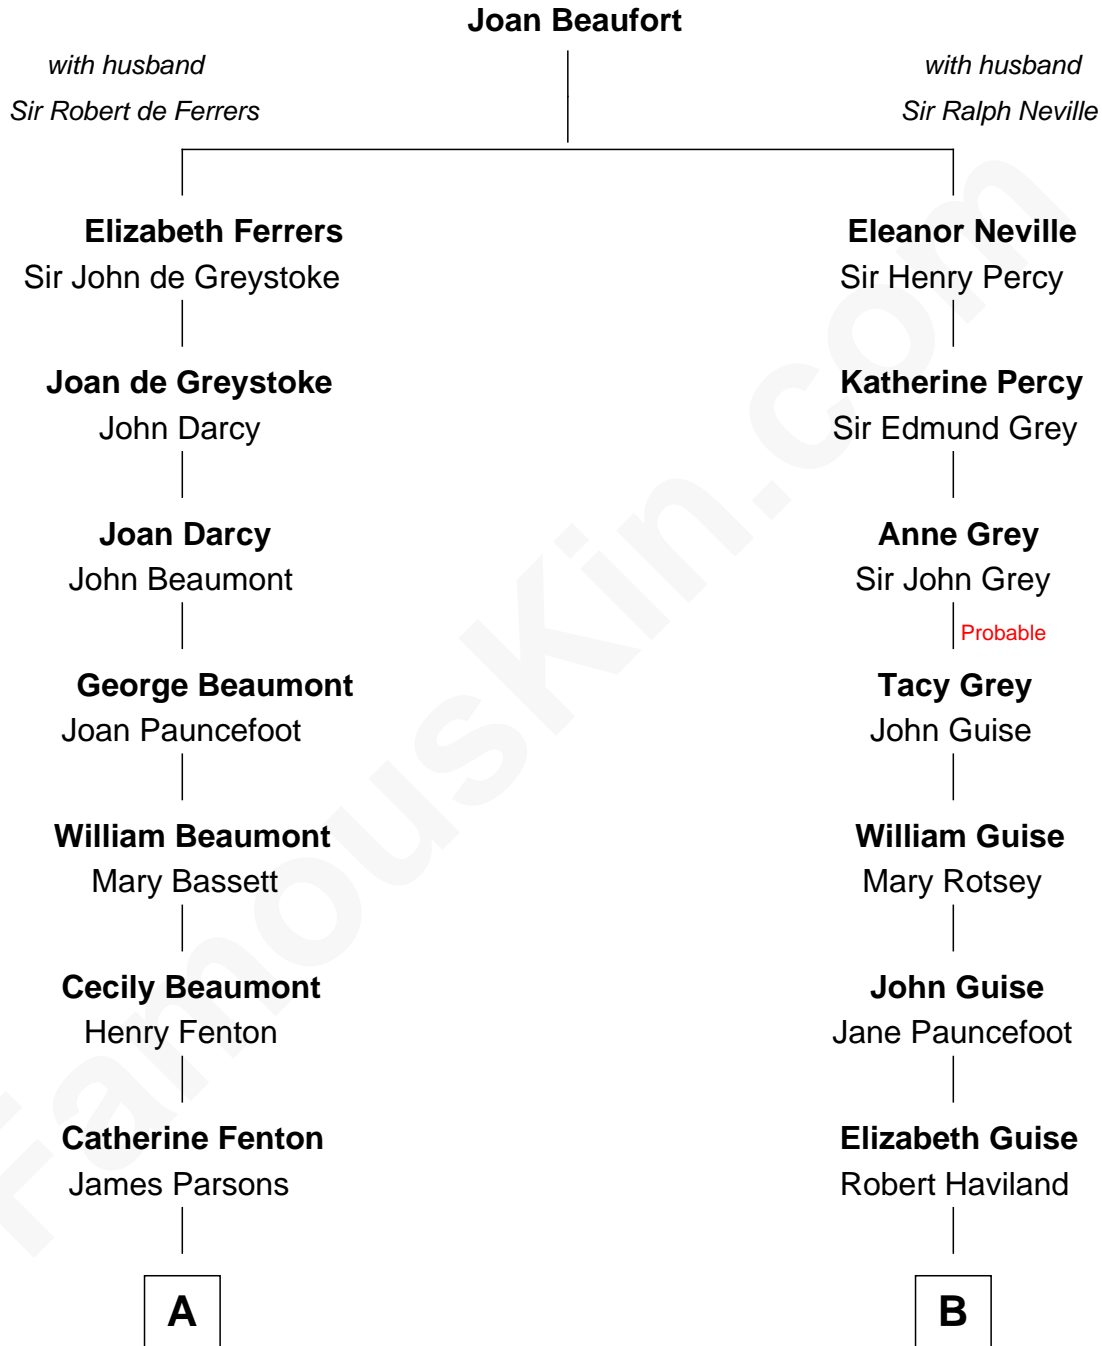 Joan Beaufort
with husband
Sir Robert de Ferrers
with husband
Sir Ralph Neville
Elizabeth Ferrers
Sir John de Greystoke
Eleanor Neville
Sir Henry Percy
Joan de Greystoke
John Darcy
Katherine Percy
Sir Edmund Grey
Joan Darcy
John Beaumont
Anne Grey
Sir John Grey
Probable
George Beaumont
Joan Pauncefoot
Tacy Grey
John Guise
William Beaumont
Mary Bassett
William Guise
Mary Rotsey
Cecily Beaumont
Henry Fenton
John Guise
Jane Pauncefoot
Catherine Fenton
James Parsons
Elizabeth Guise
Robert Haviland
A
B
FamousKin.com